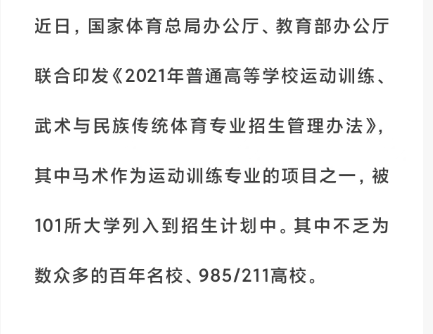 近日，国家体育总局办公厅、教育部办公厅
联合印发《2021年普通高等学校运动训练、
武术与民族传统体育专业招生管理办法》，
其中马术作为运动训练专业的项目之一，被
101所大学列入到招生计划中。其中不乏为
数众多的百年名校、985/211高校。